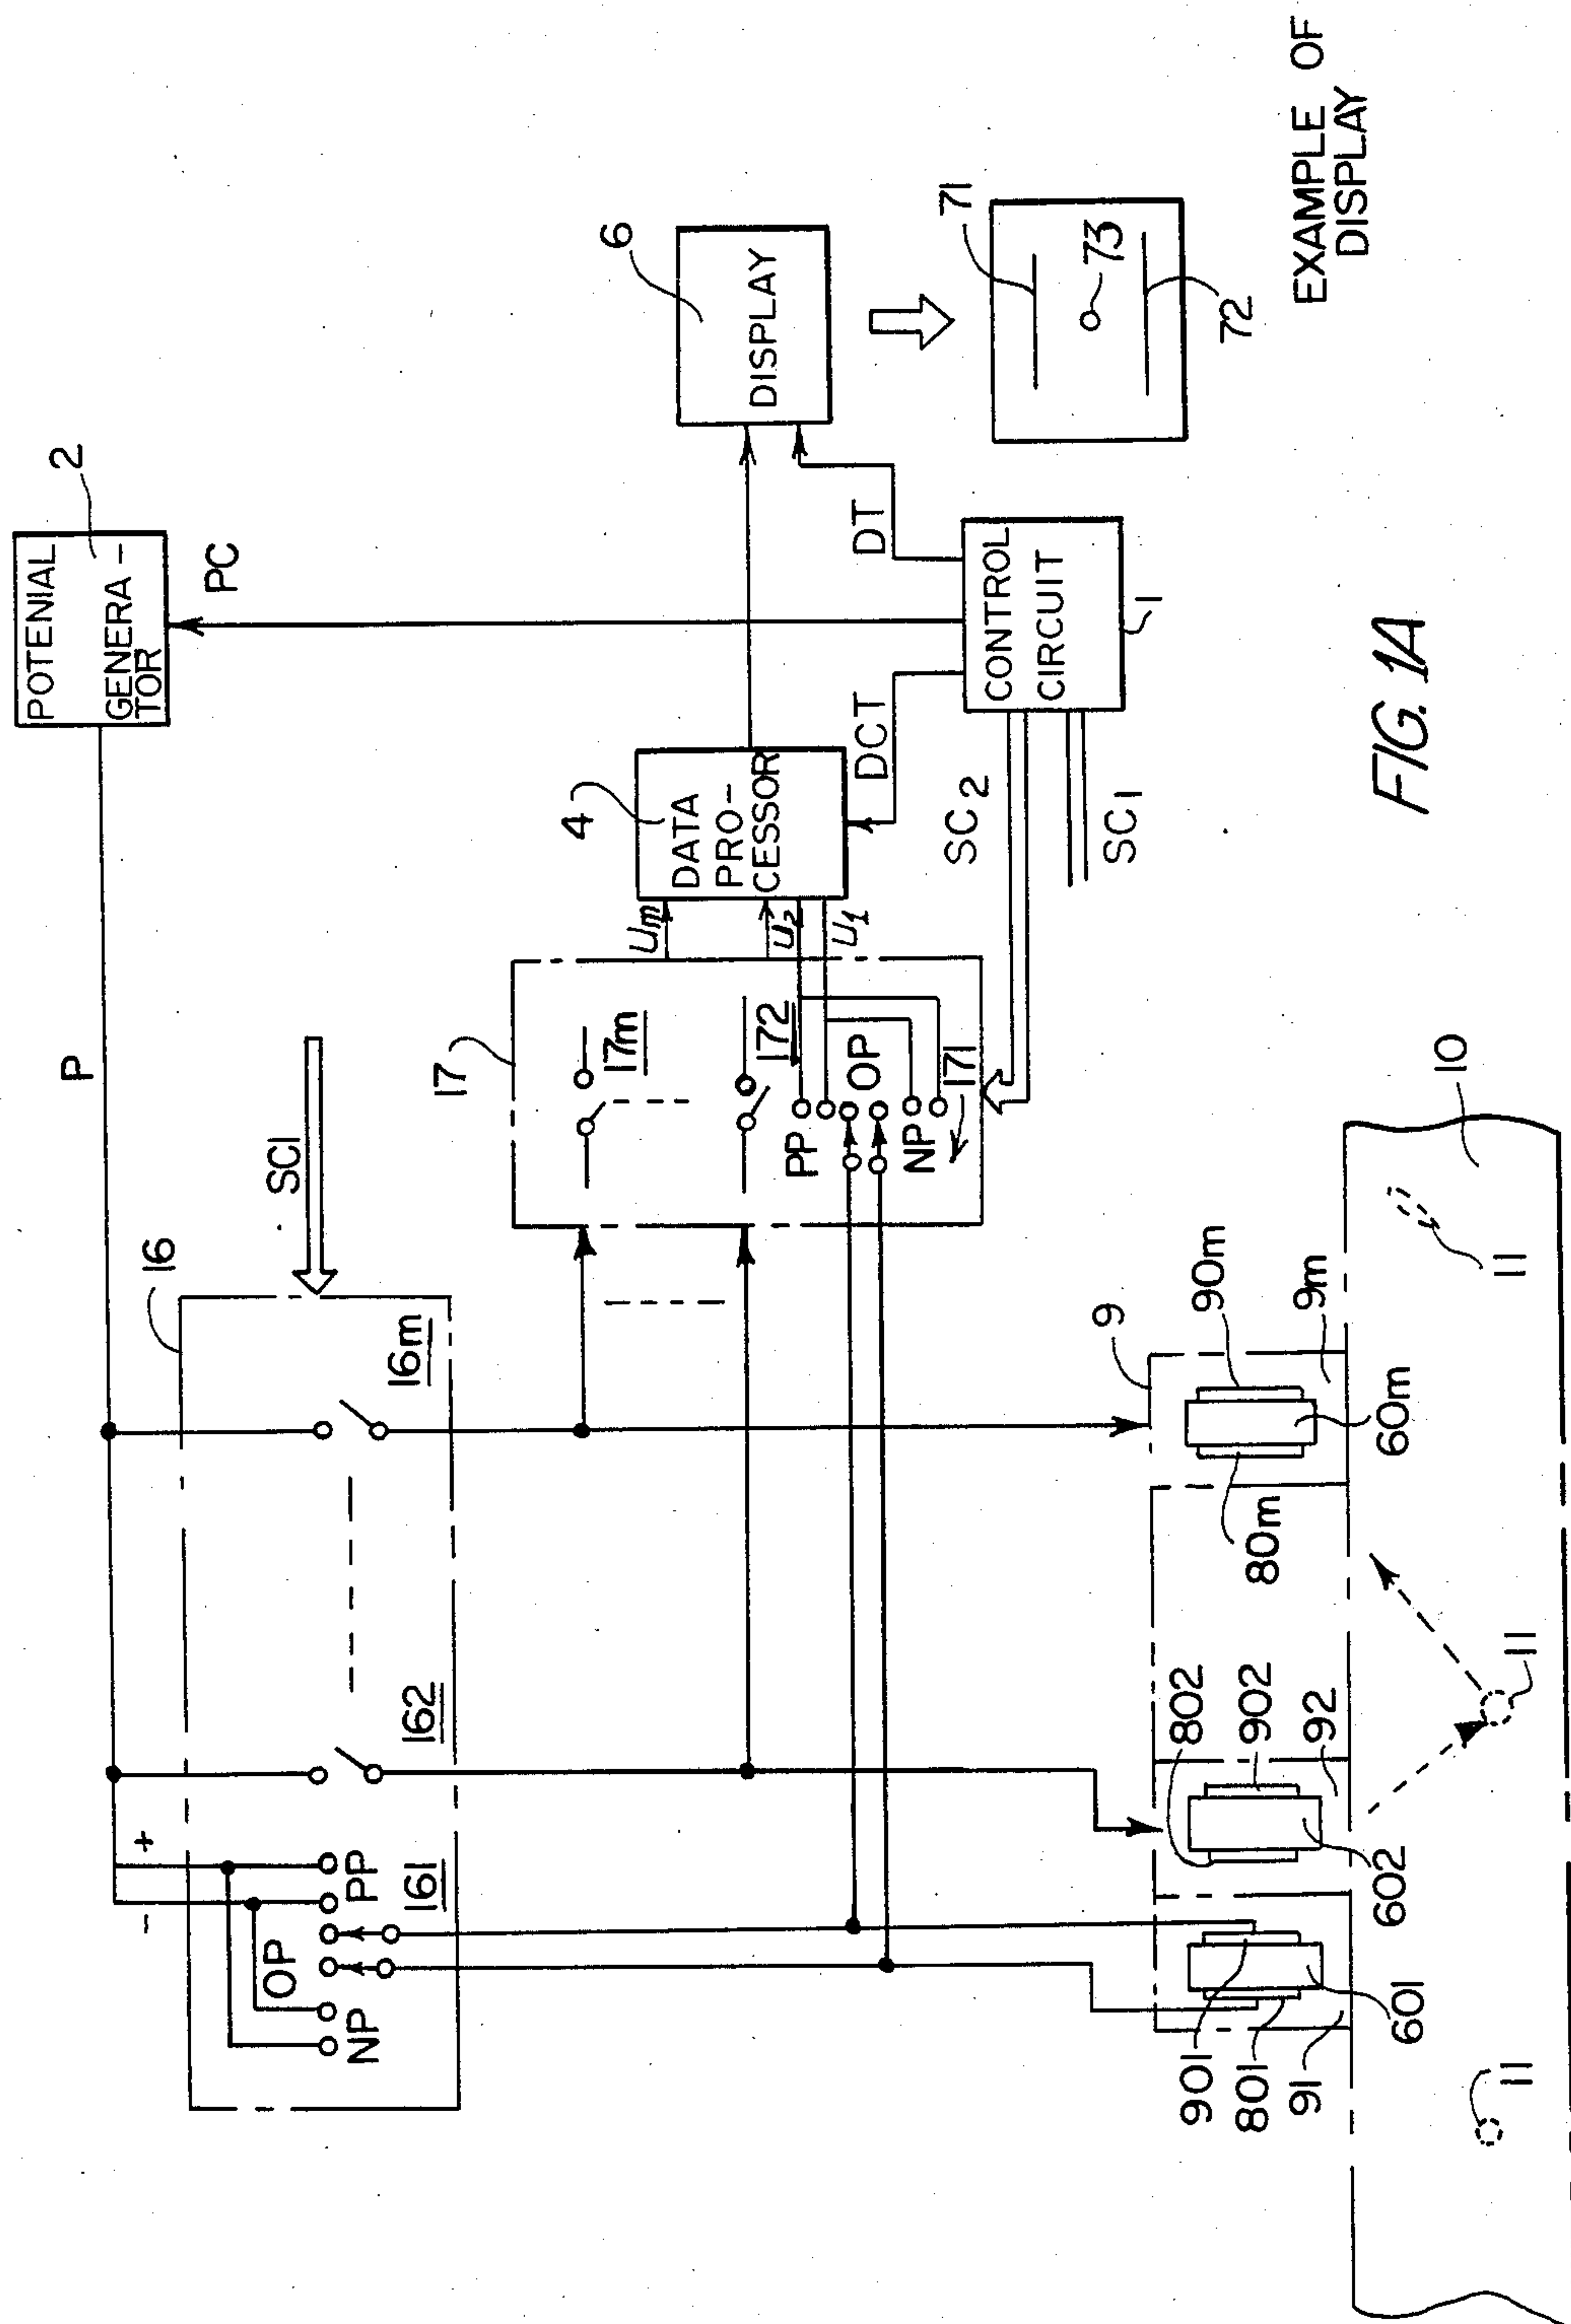 POTENIAL
GENERA-
TOR
2
PC
P
SC1
16
16m
162
161
+
-
PP
OP
NP
6
DISPLAY
71
73
72
EXAMPLE OF
DISPLAY
4
DATA
PRO-
CESSOR
DCT
DT
CONTROL
CIRCUIT
1
SC2
SC1
Um
U2
U1
17
17m
172
PP
OP
NP
171
9
90m
9m
60m
80m
802
902
92
602
901
801
91
601
10
11
11
11
FIG. 1A